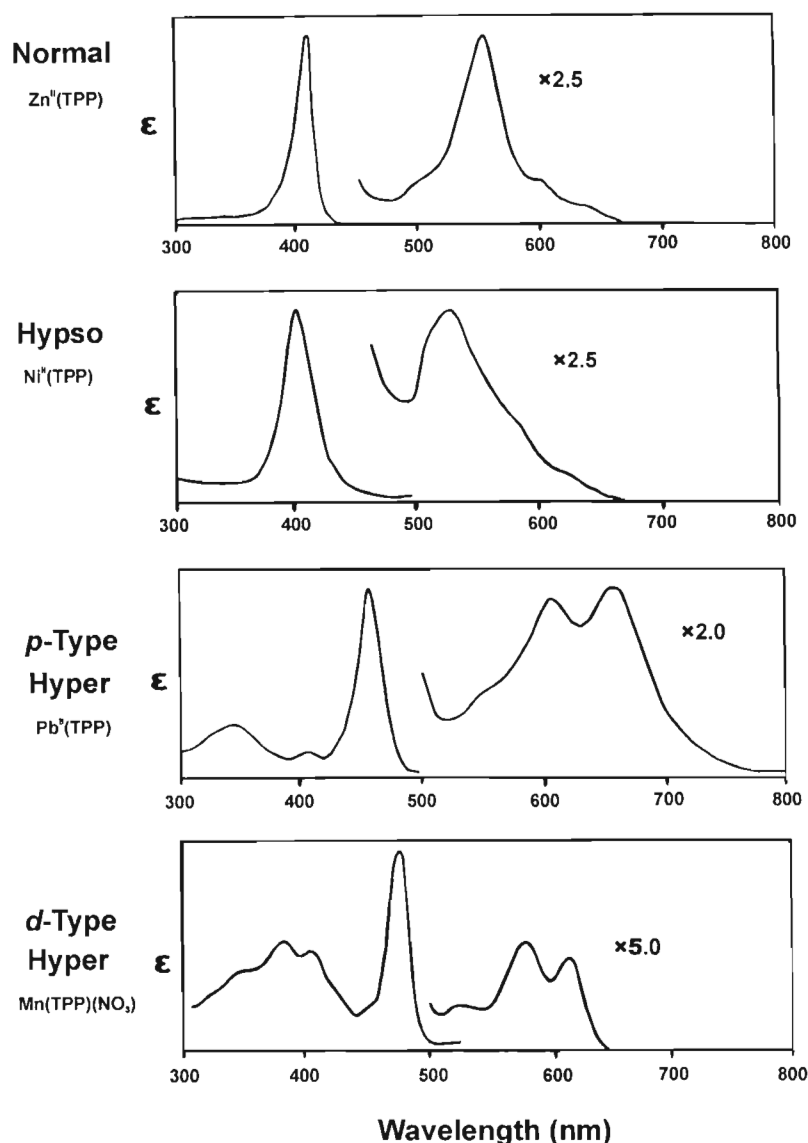 Normal
Zn^II(TPP)
ε
×2.5
300 400 500 600 700 800
Hypso
Ni^II(TPP)
ε
×2.5
300 400 500 600 700 800
p-Type
Hyper
Pb^II(TPP)
ε
×2.0
300 400 500 600 700 800
d-Type
Hyper
Mn(TPP)(NO₃)
ε
×5.0
300 400 500 600 700 800
Wavelength (nm)